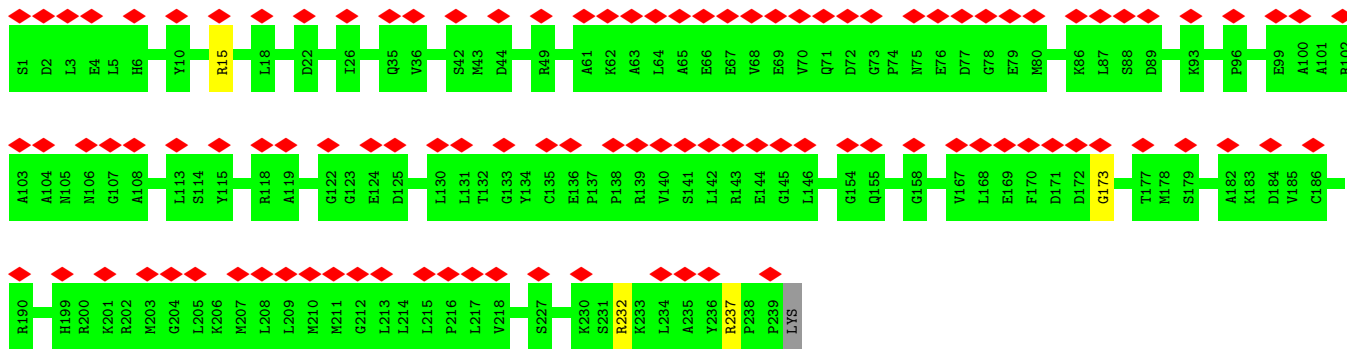 S1 D2 L3 E4 L5 H6 Y10 R15 L18 D22 I26 Q35 V36 S42 M43 D44 R49 A61 K62 A63 L64 A65 E66 E67 V68 E69 V70 Q71 D72 G73 P74 N75 E76 D77 G78 E79 M80 K86 L87 S88 D89 K93 P96 E99 A100 A101
A103 A104 N105 N106 G107 A108 L113 S114 Y115 R118 A119 G122 G123 E124 D125 L130 L131 T132 G133 Y134 C135 E136 P137 P138 R139 V140 S141 L142 R143 E144 G145 L146 G154 Q155 G158 V167 L168 E169 F170 D171 D172 G173 T177 M178 S179 A182 K183 D184 V185 C186
R190 H199 R200 K201 R202 M203 G204 L205 K206 M207 L208 L209 M210 M211 G212 L213 L214 L215 P216 L217 V218 S227 K230 S231 R232 K233 L234 A235 Y236 R237 P238 P239 LYS